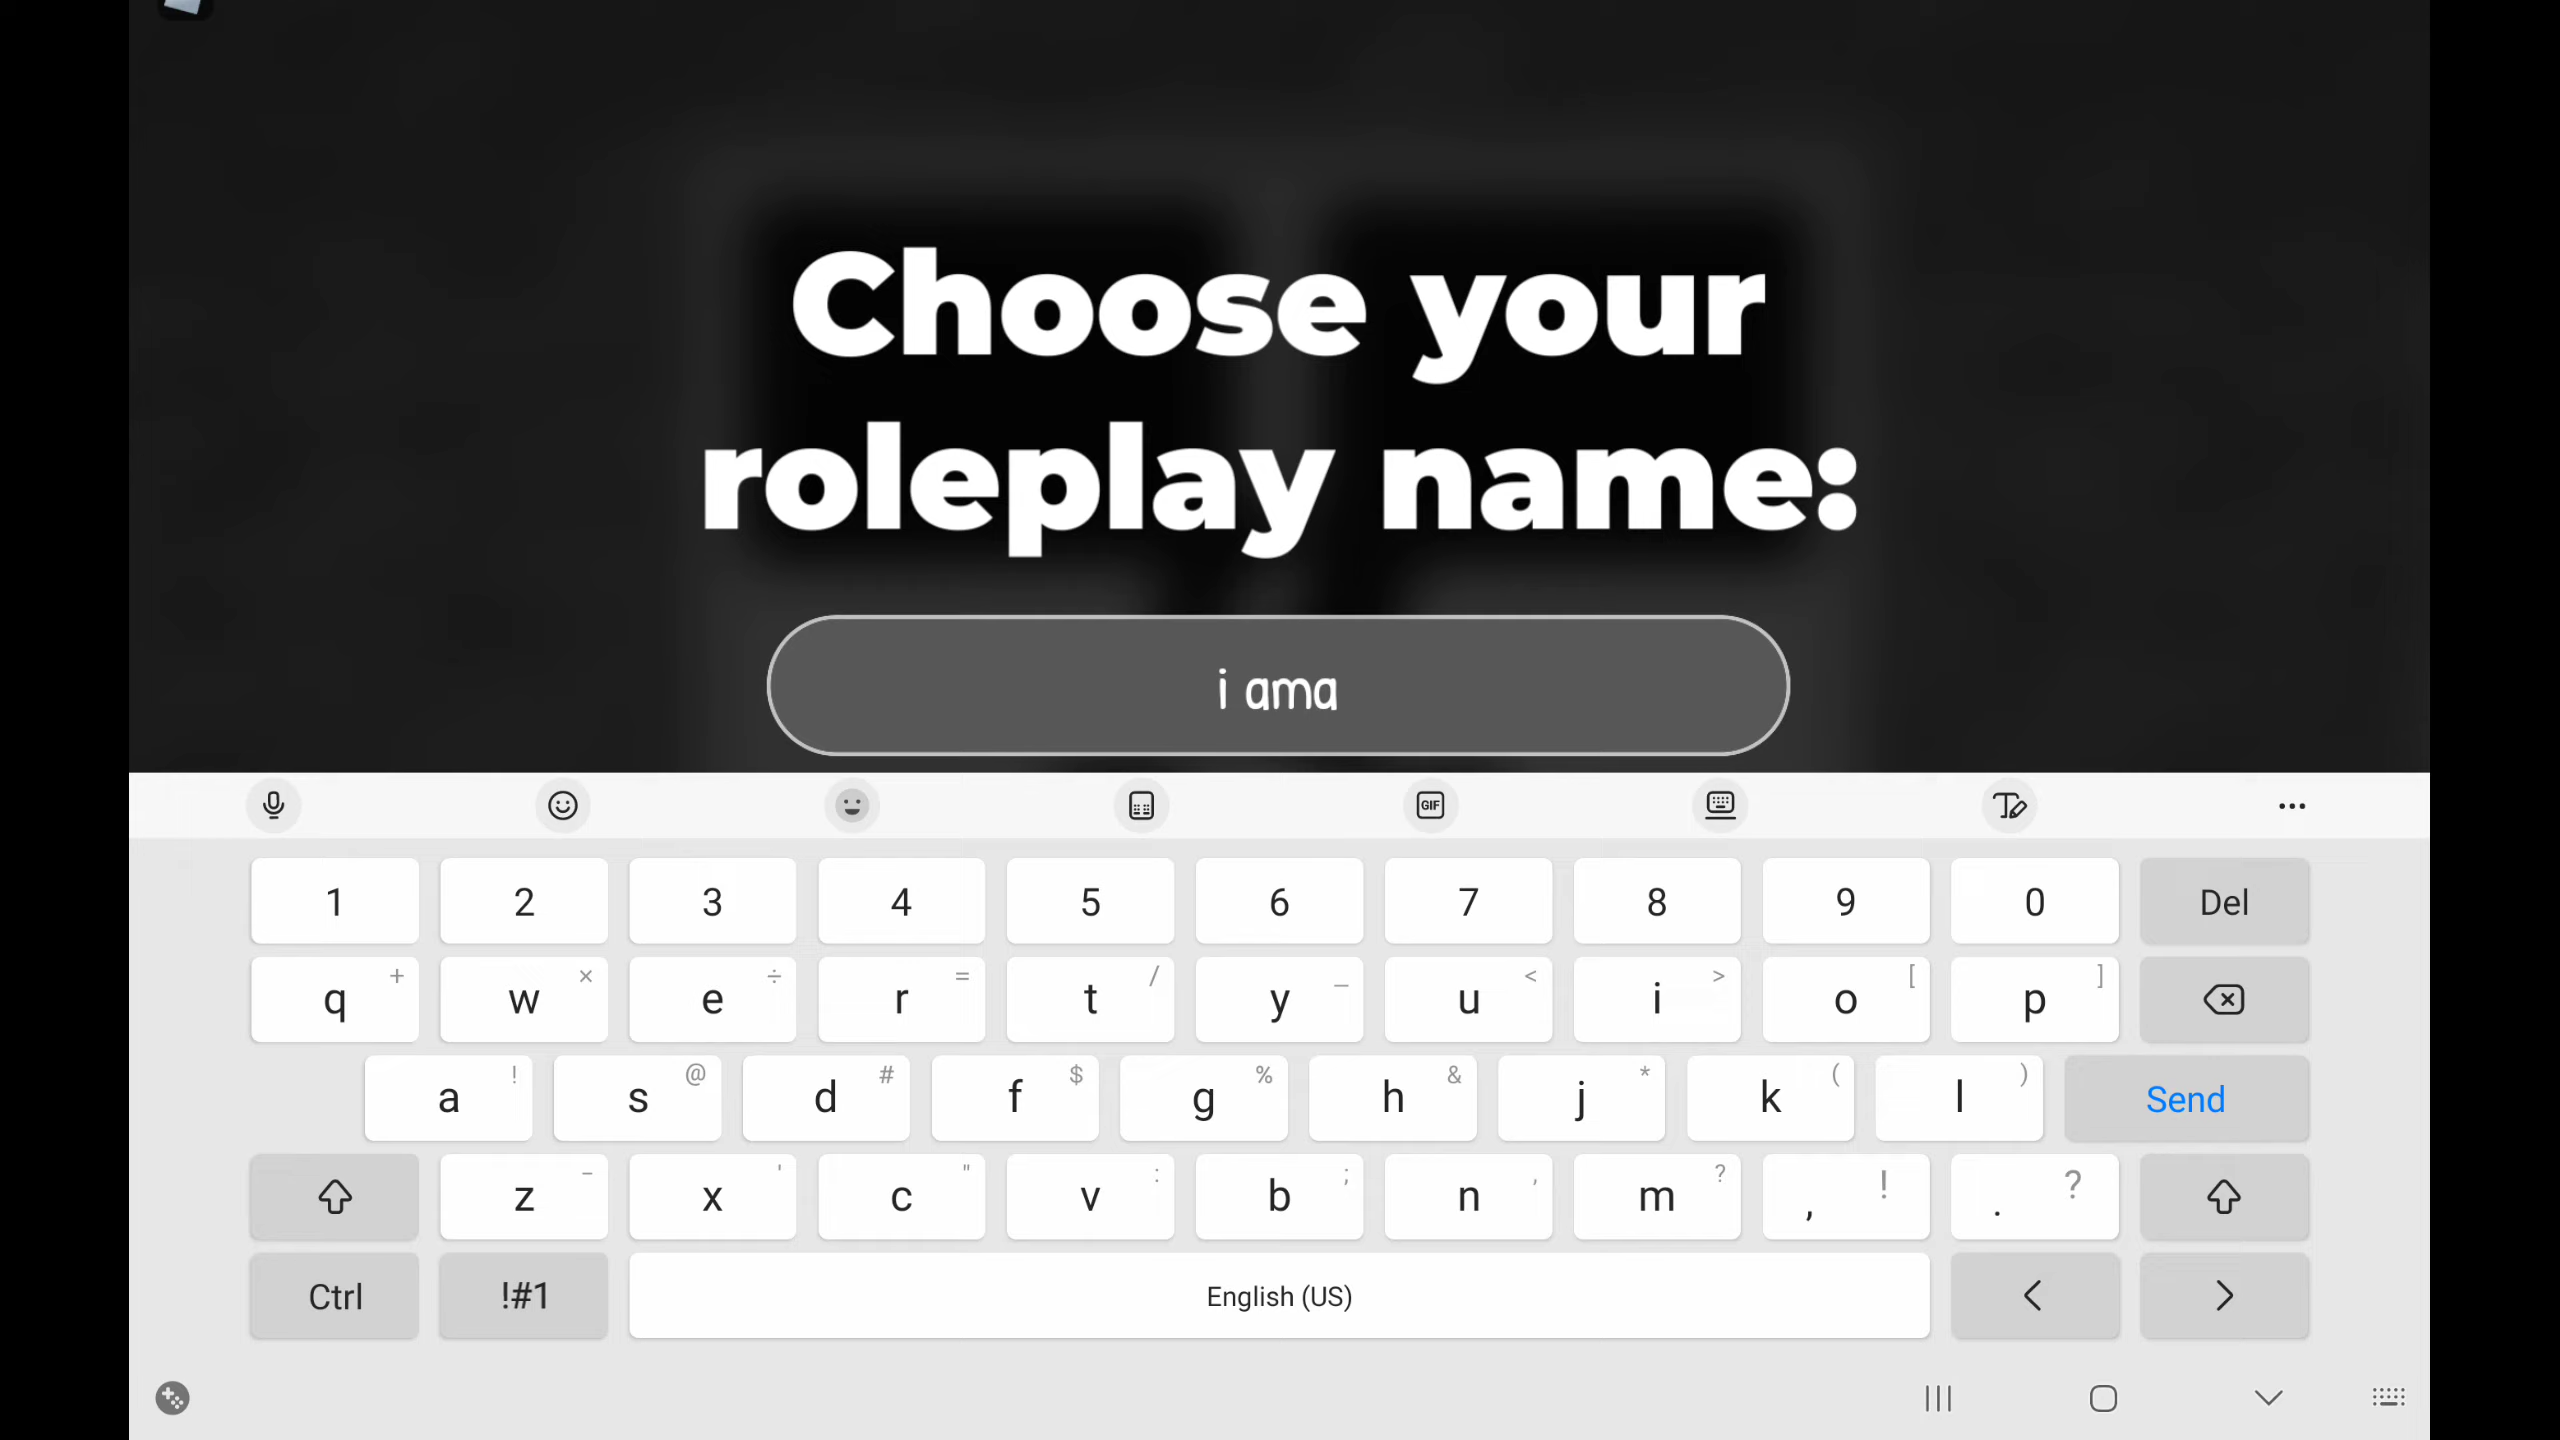 Choose your
roleplay name:
i ama
GIF
1 2 3 4 5 6 7 8 9 0 Del
q + w × e ÷ r = t / y _ u < i > o [ p ]
a ! s @ d # f $ g % h & j * k ( l ) Send
z - x ' c " v : b ; n , m ? , ! . ?
Ctrl !#1 English (US) < >